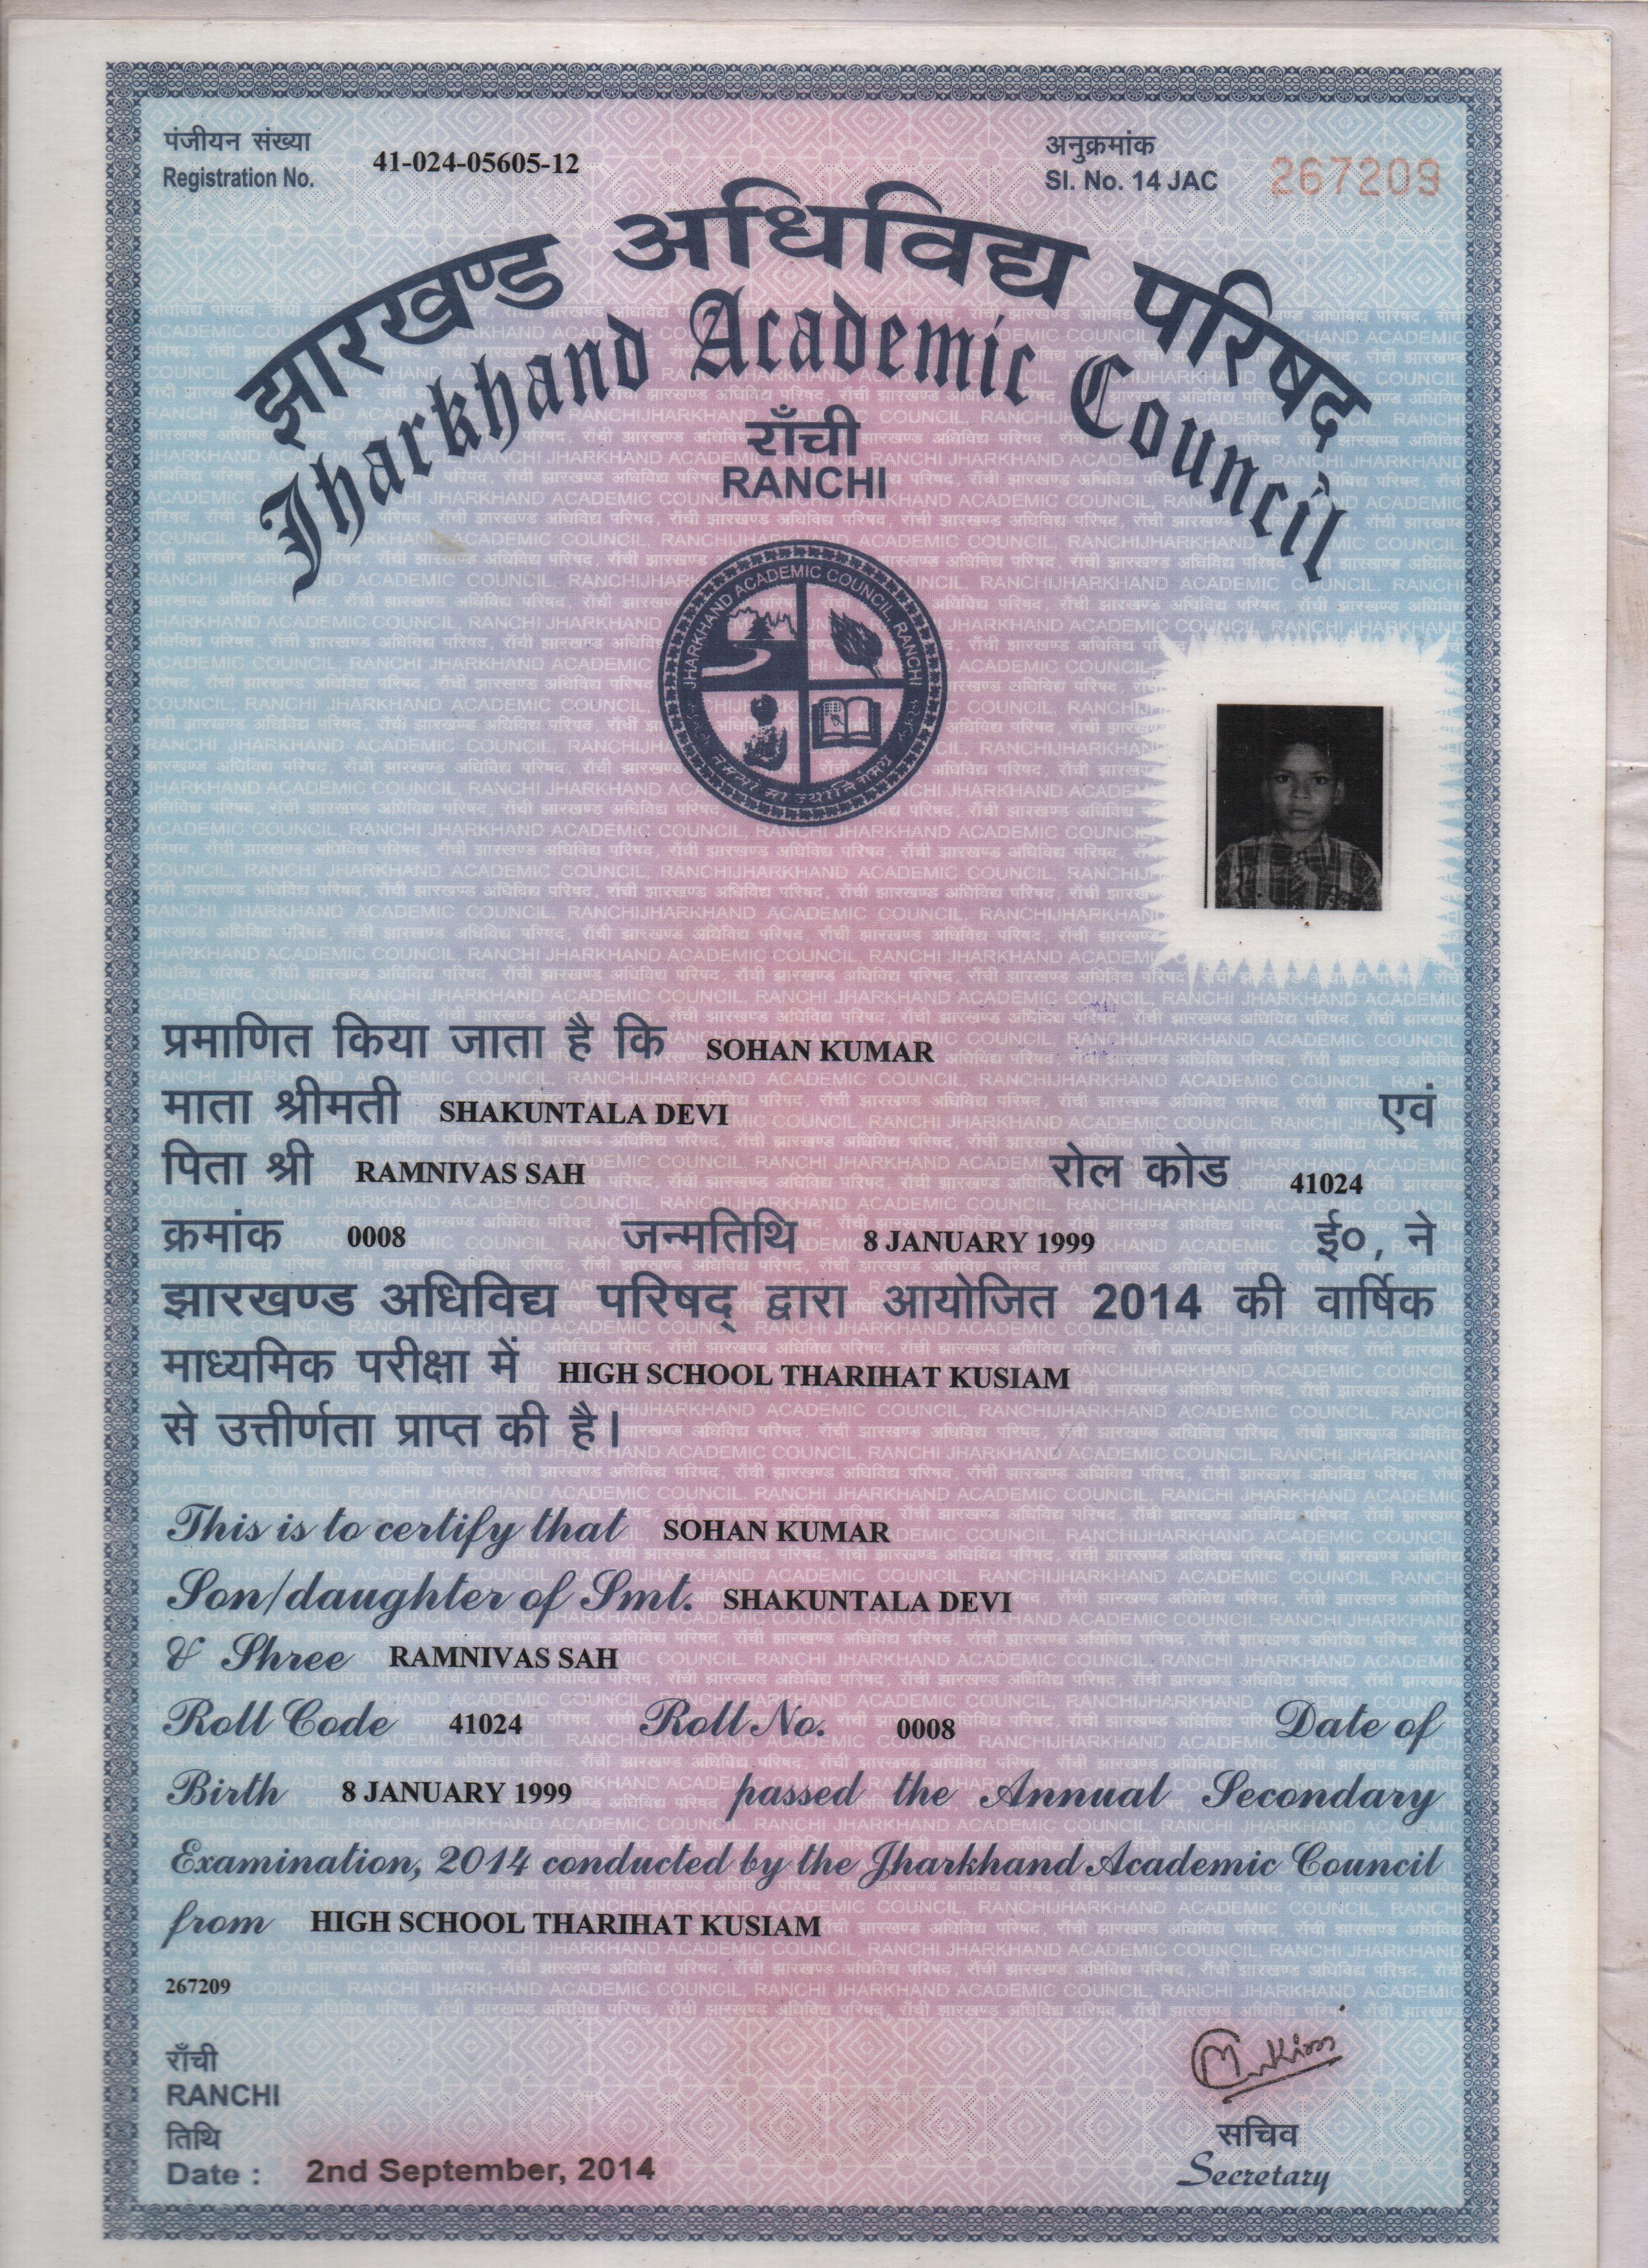 पंजीयन संख्या
Registration No. 41-024-05605-12
अनुक्रमांक
Sl. No. 14 JAC 267209
झारखण्ड अधिविद्य परिषद
Jharkhand Academic Council
राँची
RANCHI
JHARKHAND ACADEMIC COUNCIL RANCHI
तमसो मा ज्योतिर्गमय
प्रमाणित किया जाता है कि SOHAN KUMAR
माता श्रीमती SHAKUNTALA DEVI एवं
पिता श्री RAMNIVAS SAH रोल कोड 41024
क्रमांक 0008 जन्मतिथि 8 JANUARY 1999 ई०, ने
झारखण्ड अधिविद्य परिषद् द्वारा आयोजित 2014 की वार्षिक
माध्यमिक परीक्षा में HIGH SCHOOL THARIHAT KUSIAM
से उत्तीर्णता प्राप्त की है।
This is to certify that SOHAN KUMAR
Son/daughter of Smt. SHAKUNTALA DEVI
& Shree RAMNIVAS SAH
Roll Code 41024 Roll No. 0008 Date of
Birth 8 JANUARY 1999 passed the Annual Secondary
Examination, 2014 conducted by the Jharkhand Academic Council
from HIGH SCHOOL THARIHAT KUSIAM
267209
राँची
RANCHI
तिथि
Date : 2nd September, 2014
सचिव
Secretary